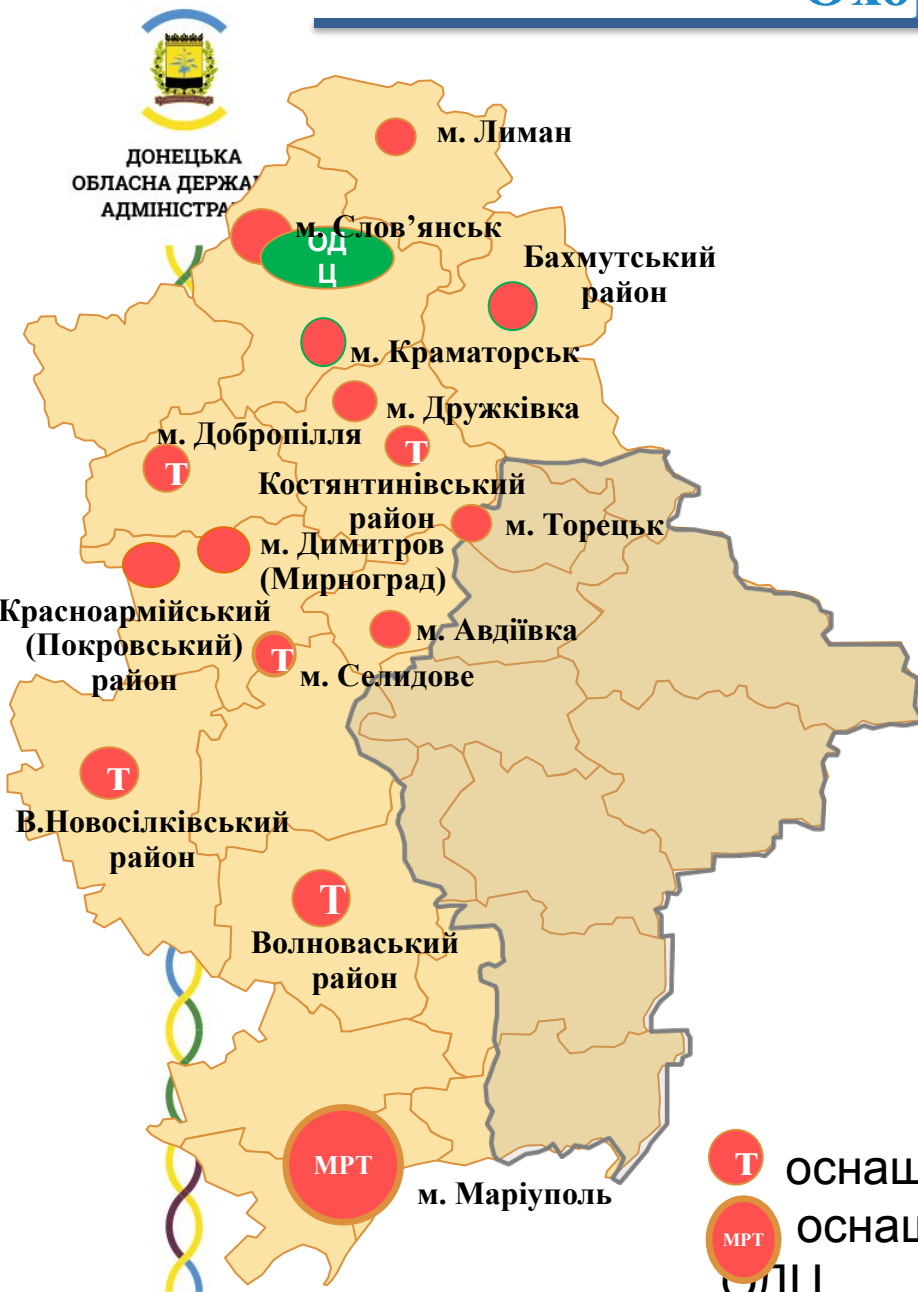 Охо
ДОНЕЦЬКА
ОБЛАСНА ДЕРЖА
АДМІНІСТРА
м. Лиман
м. Слов’янськ
ОД
Ц
Бахмутський
район
м. Краматорськ
м. Дружківка
м. Добропілля
Т
Т
Костянтинівський
район
м. Торецьк
м. Димитров
(Мирноград)
Красноармійський
(Покровський)
район
м. Авдіївка
Т
м. Селидове
Т
В.Новосілківський
район
Т
Волноваський
район
МРТ
м. Маріуполь
Т оснащ
МРТ оснащ